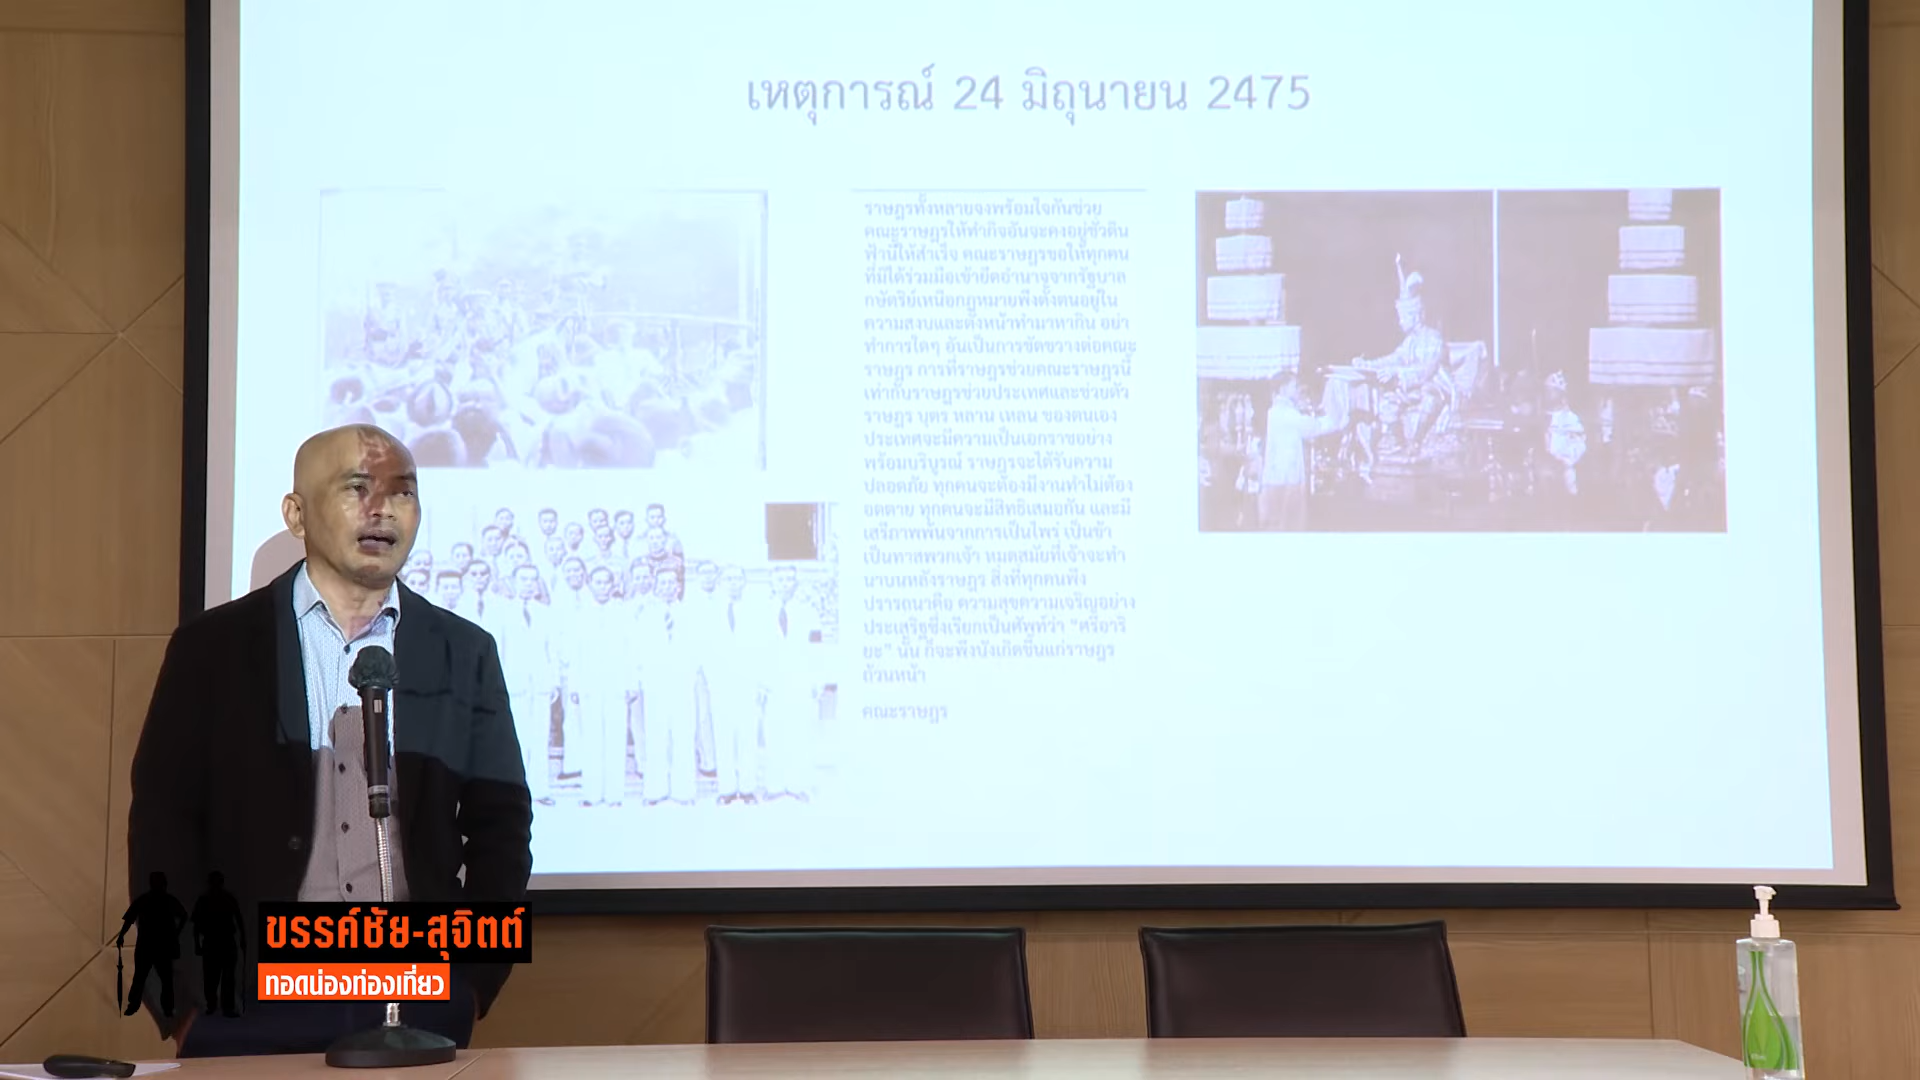 เหตุการณ์ 24 มิถุนายน 2475
ราษฎรทั้งหลายจงพร้อมใจกันช่วย
คณะราษฎรให้ทำกิจอันจะคงอยู่ชั่วดิน
ฟ้านี้ให้สำเร็จ คณะราษฎรขอให้ทุกคน
ที่มิได้ร่วมมือเข้ายึดอำนาจจากรัฐบาล
กษัตริย์เหนือกฎหมายพึงตั้งตนอยู่ใน
ความสงบและตั้งหน้าทำมาหากิน อย่า
ทำการใดๆ อันเป็นการขัดขวางต่อคณะ
ราษฎร การที่ราษฎรช่วยคณะราษฎรนี้
เท่ากับราษฎรช่วยประเทศและช่วยตัว
ราษฎร บุตร หลาน เหลน ของตนเอง
ประเทศจะมีความเป็นเอกราชอย่าง
พร้อมบริบูรณ์ ราษฎรจะได้รับความ
ปลอดภัย ทุกคนจะต้องมีงานทำไม่ต้อง
อดตาย ทุกคนจะมีสิทธิเสมอกัน และมี
เสรีภาพพ้นจากการเป็นไพร่ เป็นข้า
เป็นทาสพวกเจ้า หมดสมัยที่เจ้าจะทำ
นาบนหลังราษฎร สิ่งที่ทุกคนพึง
ปรารถนาคือ ความสุขความเจริญอย่าง
ประเสริฐซึ่งเรียกเป็นศัพท์ว่า "ศรีอาริ
ยะ" นั้น ก็จะพึงบังเกิดขึ้นแก่ราษฎร
ถ้วนหน้า
คณะราษฎร
ขรรค์ชัย-สุจิตต์
ทอดน่องท่องเที่ยว